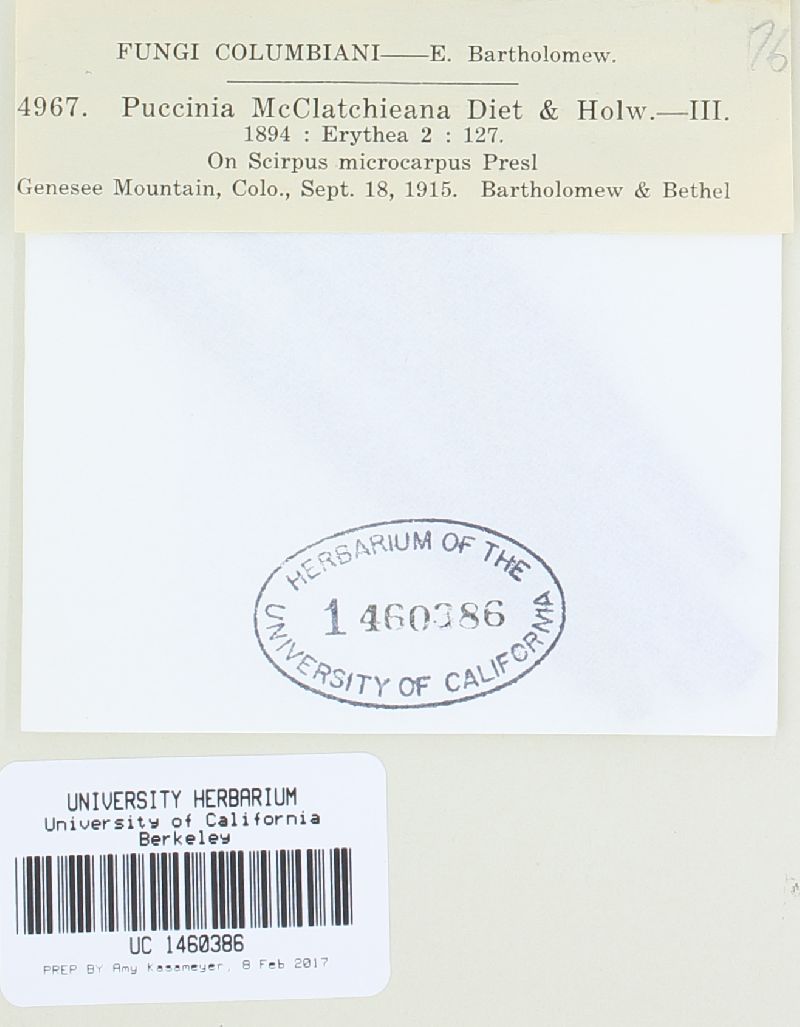 FUNGI COLUMBIANI——E. Bartholomew.
76
4967. Puccinia McClatchieana Diet & Holw.—III.
1894 : Erythea 2 : 127.
On Scirpus microcarpus Presl
Genesee Mountain, Colo., Sept. 18, 1915. Bartholomew & Bethel
HERBARIUM OF THE
1460386
UNIVERSITY OF CALIFORNIA
UNIVERSITY HERBARIUM
University of California
Berkeley
UC 1460386
PREP BY Amy Kasameyer, 8 Feb 2017